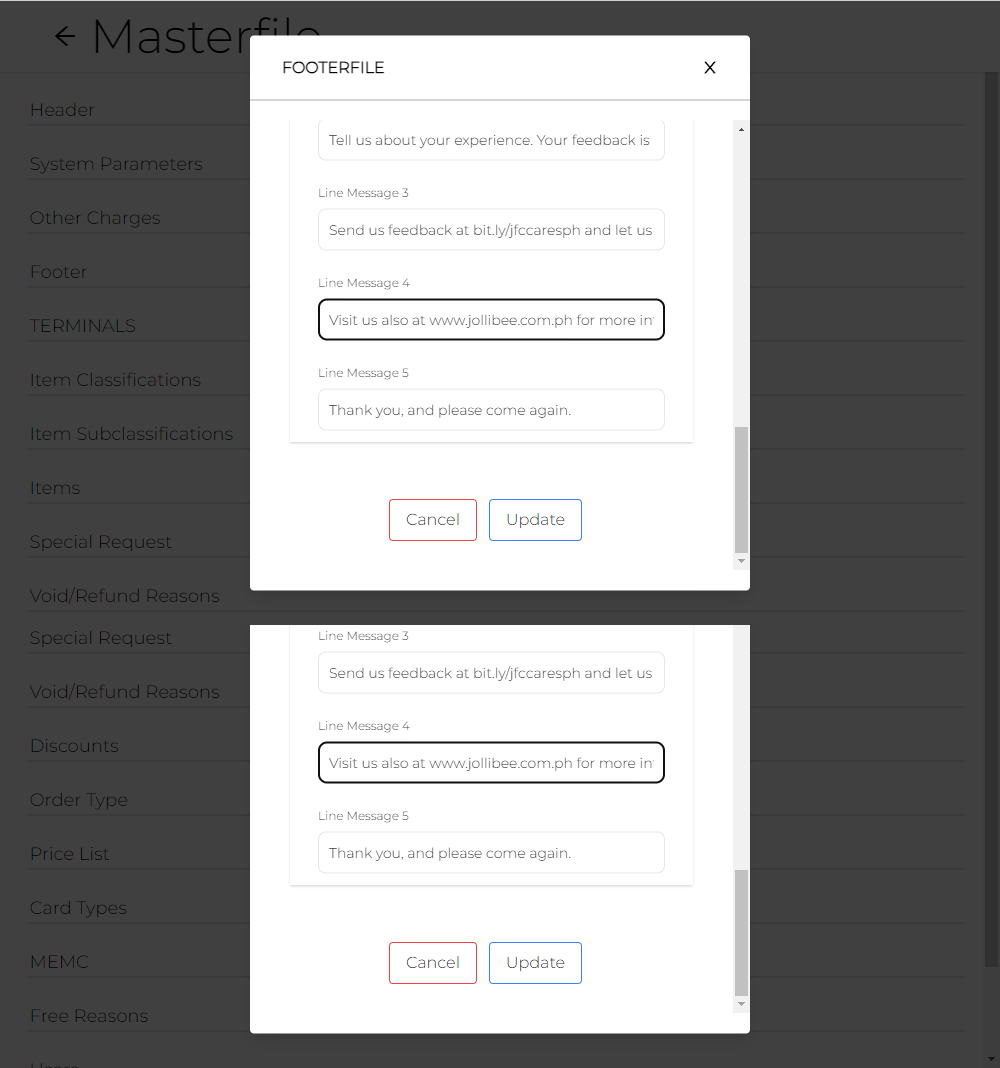 Masterfile
FOOTERFILE
X
Header
System Parameters
Other Charges
Footer
TERMINALS
Item Classifications
Item Subclassifications
Items
Special Request
Void/Refund Reasons
Special Request
Void/Refund Reasons
Discounts
Order Type
Price List
Card Types
MEMC
Free Reasons
Users
Tell us about your experience. Your feedback is
Line Message 3
Send us feedback at bit.ly/jfccaresph and let us
Line Message 4
Visit us also at www.jollibee.com.ph for more in
Line Message 5
Thank you, and please come again.
Cancel
Update
Line Message 3
Send us feedback at bit.ly/jfccaresph and let us
Line Message 4
Visit us also at www.jollibee.com.ph for more in
Line Message 5
Thank you, and please come again.
Cancel
Update